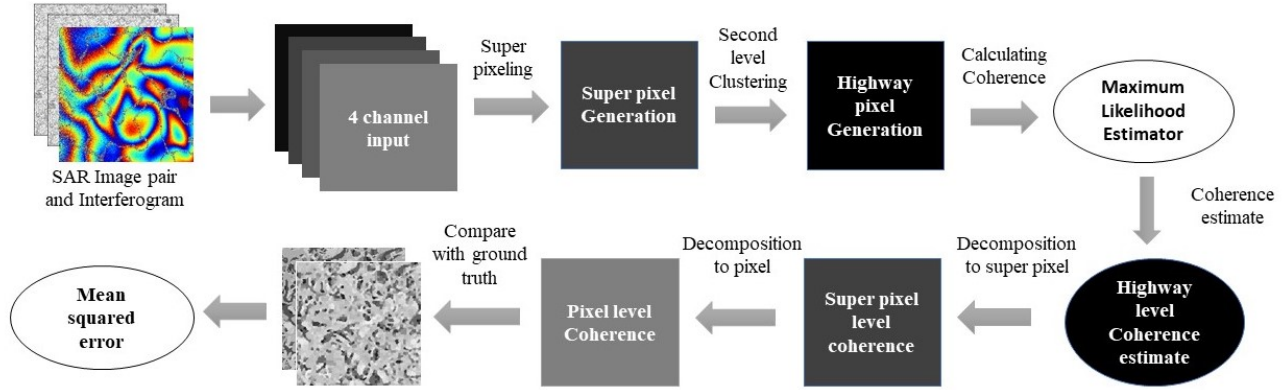 SAR Image pair
and Interferogram
4 channel
input
Super
pixeling
Super pixel
Generation
Second
level
Clustering
Highway
pixel
Generation
Calculating
Coherence
Maximum
Likelihood
Estimator
Coherence
estimate
Highway
level
Coherence
estimate
Decomposition
to super pixel
Super pixel
level
coherence
Decomposition
to pixel
Pixel level
Coherence
Compare
with ground
truth
Mean
squared
error